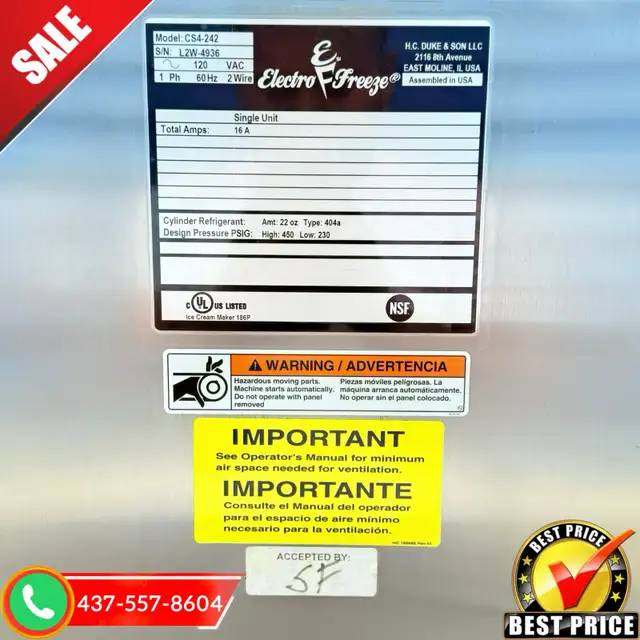 SALE
Model: CS4-242
S/N: L2W-4936
~ 120 VAC
1 Ph 60Hz 2 Wire
Electro Freeze®
H.C. DUKE & SON LLC
2116 8th Avenue
EAST MOLINE, IL USA
Assembled in USA
Single Unit
Total Amps: 16 A
Cylinder Refrigerant: Amt: 22 oz Type: 404a
Design Pressure PSIG: High: 450 Low: 230
C UL US LISTED
Ice Cream Maker 186P
NSF
WARNING / ADVERTENCIA
Hazardous moving parts.
Machine starts automatically.
Do not operate with panel
removed
Piezas móviles peligrosas. La
máquina arranca automáticamente.
No operar sin el panel colocado.
IMPORTANT
See Operator's Manual for minimum
air space needed for ventilation.
IMPORTANTE
Consulte el Manual del operador
para el espacio de aire mínimo
necesario para la ventilación.
ACCEPTED BY:
SF
437-557-8604
BEST PRICE
BEST PRICE